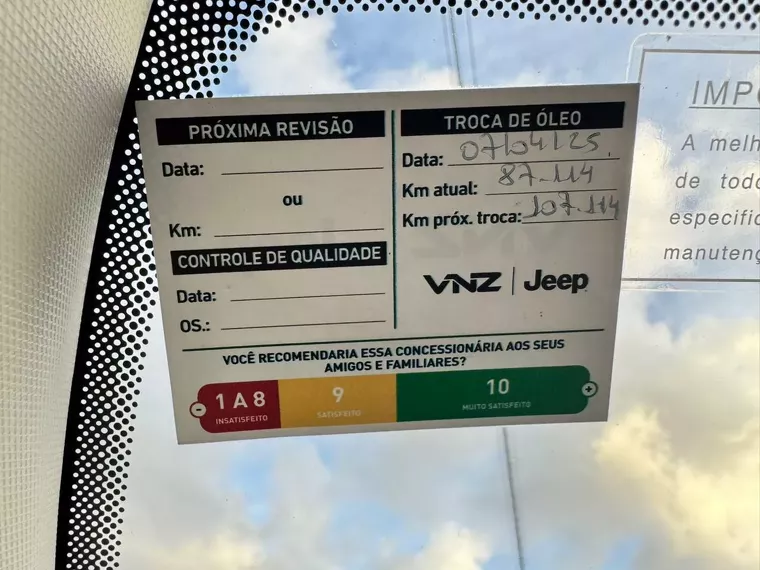 PRÓXIMA REVISÃO
Data:
ou
Km:
CONTROLE DE QUALIDADE
Data:
OS.:
TROCA DE ÓLEO
Data: 07/04/25.
Km atual: 87.114
Km próx. troca: 107.114
VNZ | Jeep
VOCÊ RECOMENDARIA ESSA CONCESSIONÁRIA AOS SEUS
AMIGOS E FAMILIARES?
- 1 A 8
INSATISFEITO
9
SATISFEITO
10 +
MUITO SATISFEITO
IMPO
A melh
de todo
especific
manutenç